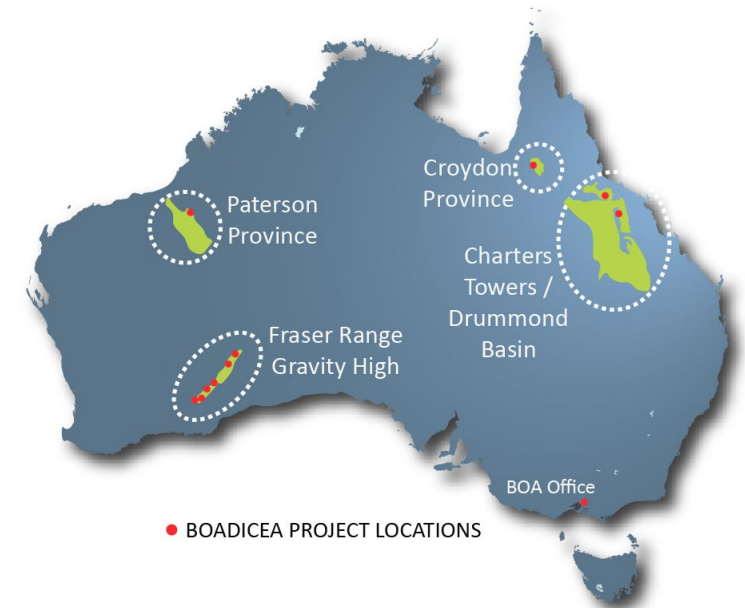 Croydon
Province
Paterson
Province
Charters
Towers /
Drummond
Basin
Fraser Range
Gravity High
BOA Office
BOADICEA PROJECT LOCATIONS